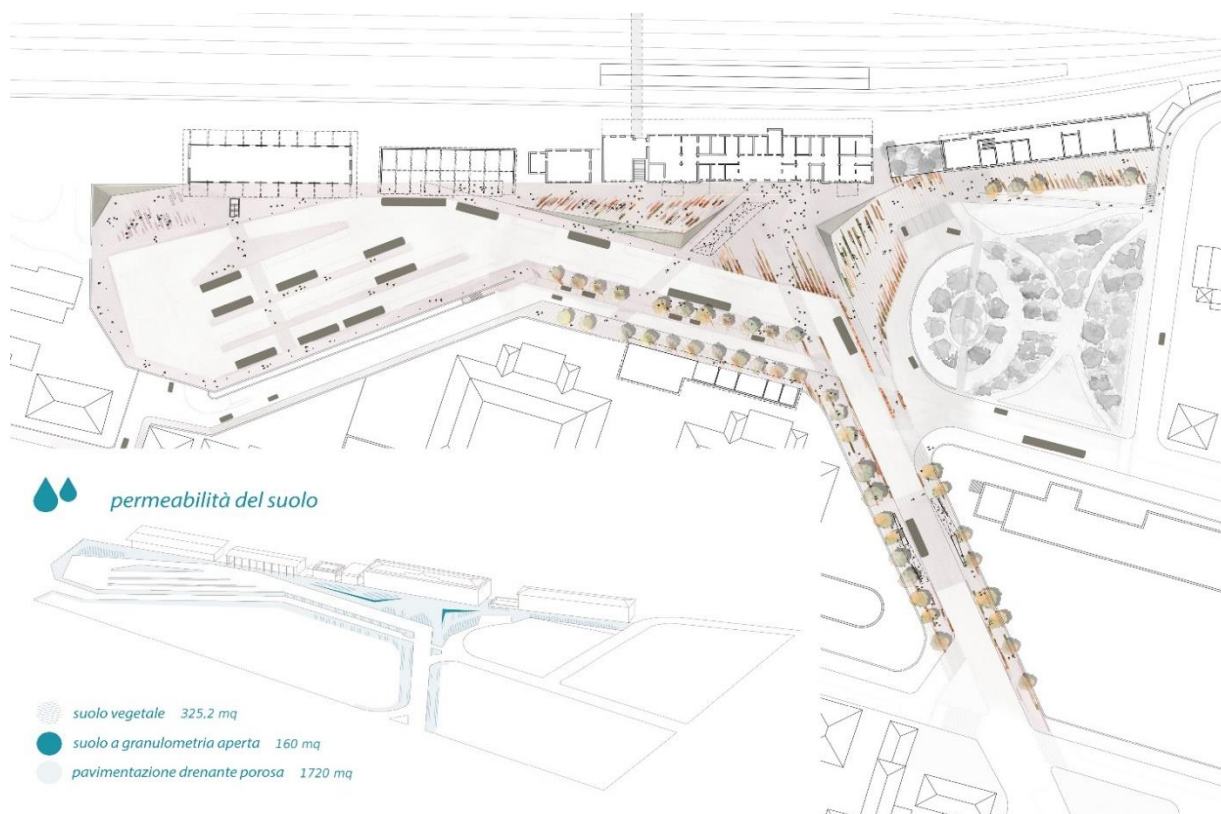 permeabilità del suolo
suolo vegetale 325,2 mq
suolo a granulometria aperta 160 mq
pavimentazione drenante porosa 1720 mq